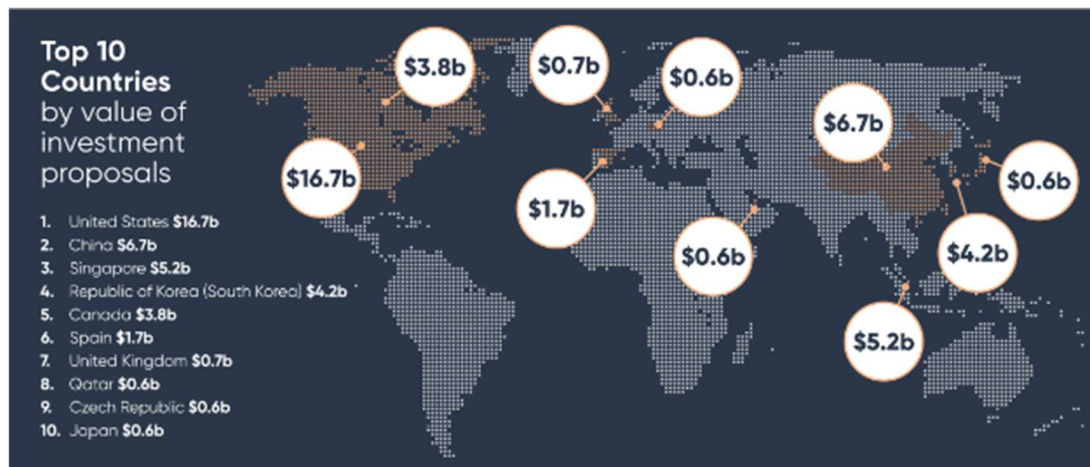 Top 10
Countries
by value of
investment
proposals
1. United States $16.7b
2. China $6.7b
3. Singapore $5.2b
4. Republic of Korea (South Korea) $4.2b
5. Canada $3.8b
6. Spain $1.7b
7. United Kingdom $0.7b
8. Qatar $0.6b
9. Czech Republic $0.6b
10. Japan $0.6b
$3.8b
$0.7b
$0.6b
$6.7b
$16.7b
$0.6b
$1.7b
$0.6b
$4.2b
$5.2b